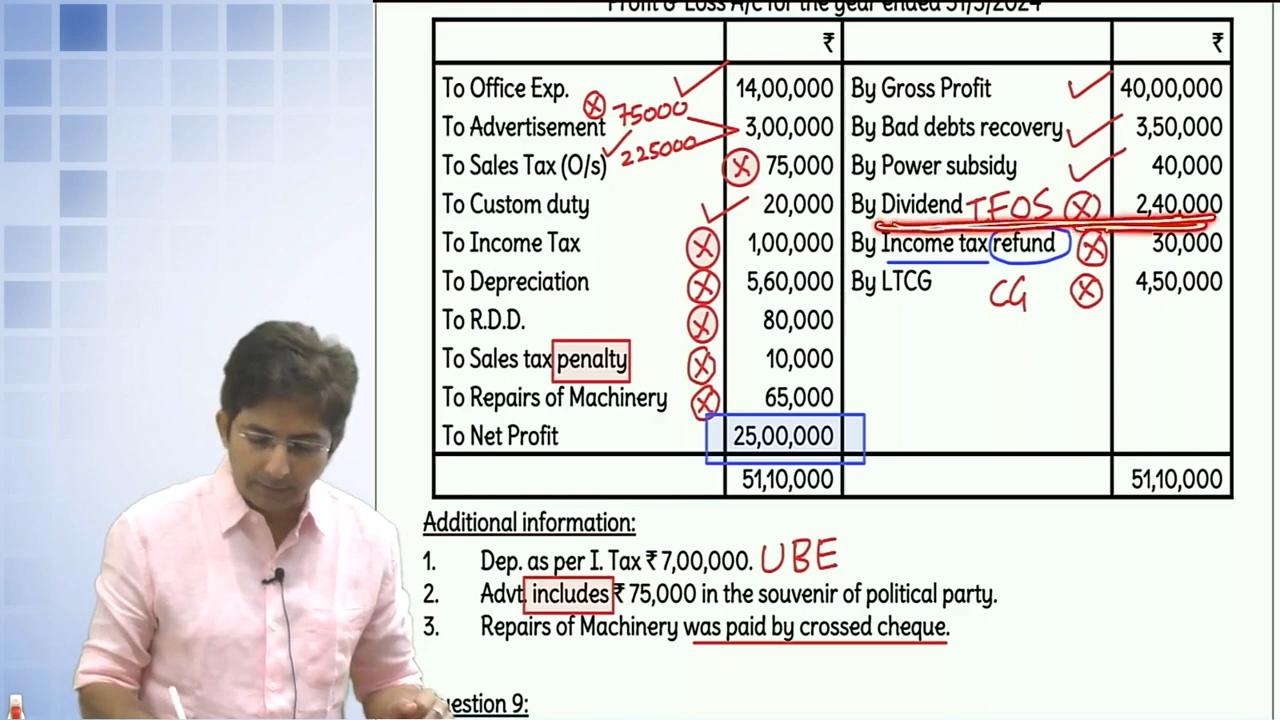 Profit & Loss A/c for the year ended 31/3/2024
₹ ₹
To Office Exp. 14,00,000 By Gross Profit 40,00,000
75000
To Advertisement 3,00,000 By Bad debts recovery 3,50,000
225000
To Sales Tax (O/s) 75,000 By Power subsidy 40,000
To Custom duty 20,000 By Dividend I.F.O.S 2,40,000
To Income Tax 1,00,000 By Income tax refund 30,000
To Depreciation 5,60,000 By LTCG CG 4,50,000
To R.D.D. 80,000
To Sales tax penalty 10,000
To Repairs of Machinery 65,000
To Net Profit 25,00,000
51,10,000 51,10,000
Additional information:
1. Dep. as per I. Tax ₹ 7,00,000. UBE
2. Advt. includes ₹ 75,000 in the souvenir of political party.
3. Repairs of Machinery was paid by crossed cheque.
uestion 9: